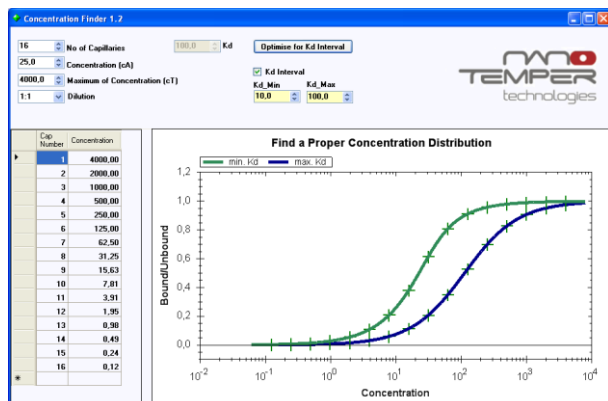 Concentration Finder 1.2
16 No of Capillaries 100,0 Kd Optimise for Kd Interval
25,0 Concentration [cA]
4000,0 Maximum of Concentration (cT)
1:1 Dilution
Kd Interval
Kd_Min Kd_Max
10,0 100,0
NANO
TEMPER
technologies
Cap Number Concentration
1 4000,00
2 2000,00
3 1000,00
4 500,00
5 250,00
6 125,00
7 62,50
8 31,25
9 15,63
10 7,81
11 3,91
12 1,95
13 0,98
14 0,49
15 0,24
16 0,12
Find a Proper Concentration Distribution
min. Kd max. Kd
Bound/Unbound
1,2
1,0
0,8
0,6
0,4
0,2
0,0
10^-2 10^-1 10^0 10^1 10^2 10^3 10^4
Concentration